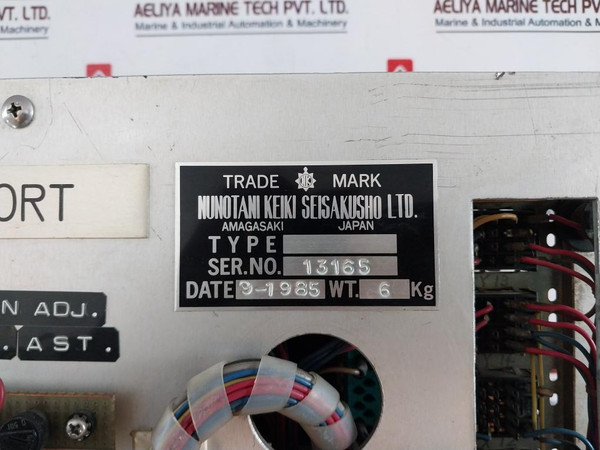 AELIYA MARINE TECH PVT. LTD.
Marine & Industrial Automation & Machinery
AELIYA MARINE TECH PVT. LTD.
Marine & Industrial Automation & Machinery
ORT
TRADE MARK
NUNOTANI KEIKI SEISAKUSHO LTD.
AMAGASAKI JAPAN
TYPE
SER.NO. 13165
DATE 9-1985 WT. 6 Kg
N ADJ.
. AST.